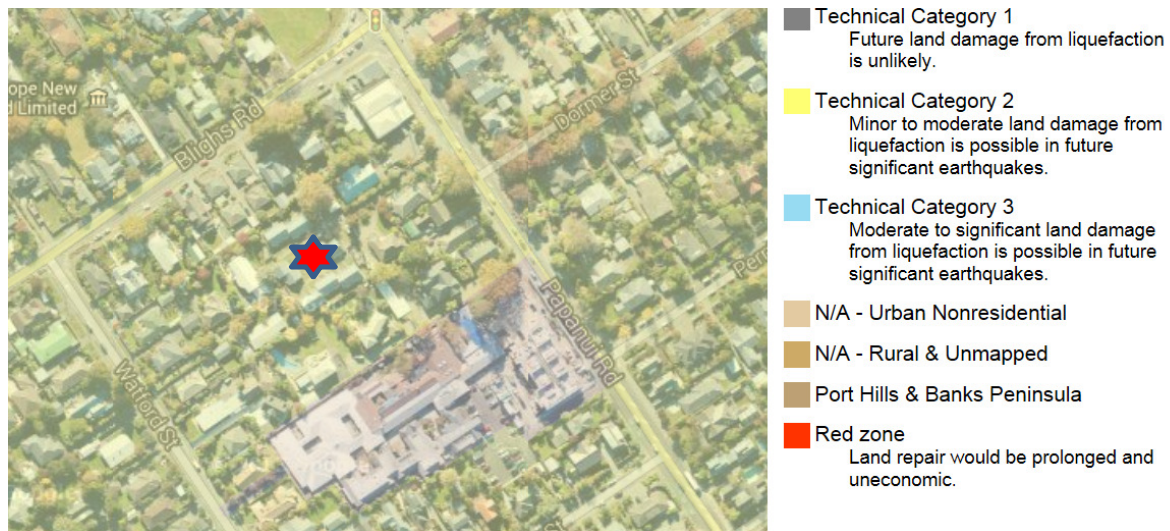 ope New
d Limited
Blighs Rd
Dormer St
Papanui Rd
Watford St
Technical Category 1
Future land damage from liquefaction
is unlikely.
Technical Category 2
Minor to moderate land damage from
liquefaction is possible in future
significant earthquakes.
Technical Category 3
Moderate to significant land damage
from liquefaction is possible in future
significant earthquakes.
N/A - Urban Nonresidential
N/A - Rural & Unmapped
Port Hills & Banks Peninsula
Red zone
Land repair would be prolonged and
uneconomic.